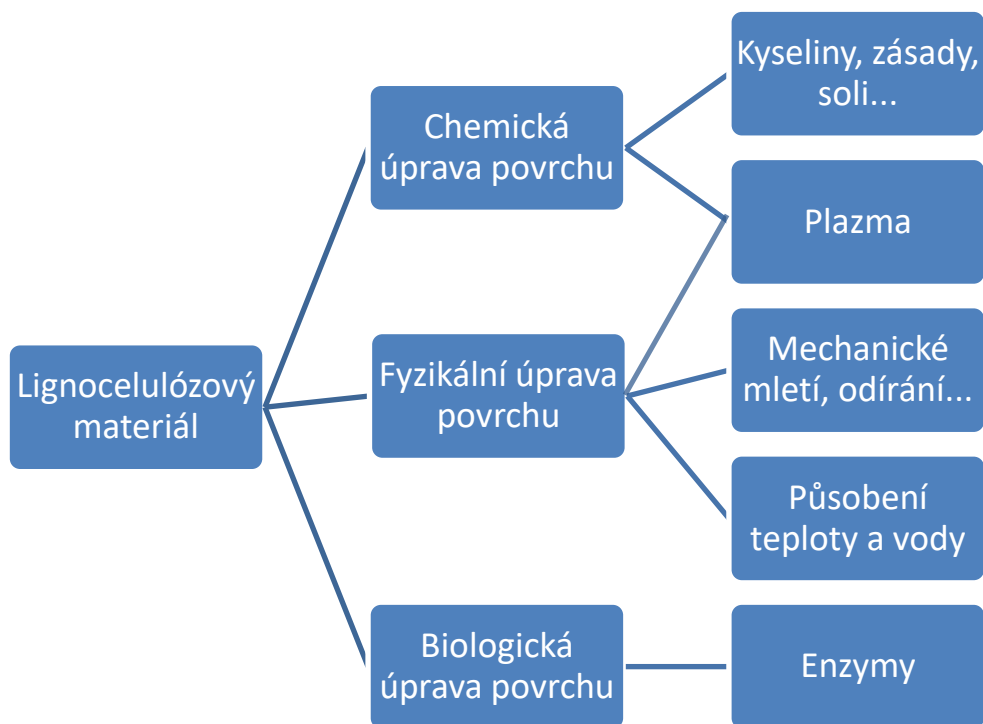 Lignocelulózový
materiál
Chemická
úprava povrchu
Fyzikální úprava
povrchu
Biologická
úprava povrchu
Kyseliny, zásady,
soli...
Plazma
Mechanické
mletí, odírání...
Působení
teploty a vody
Enzymy